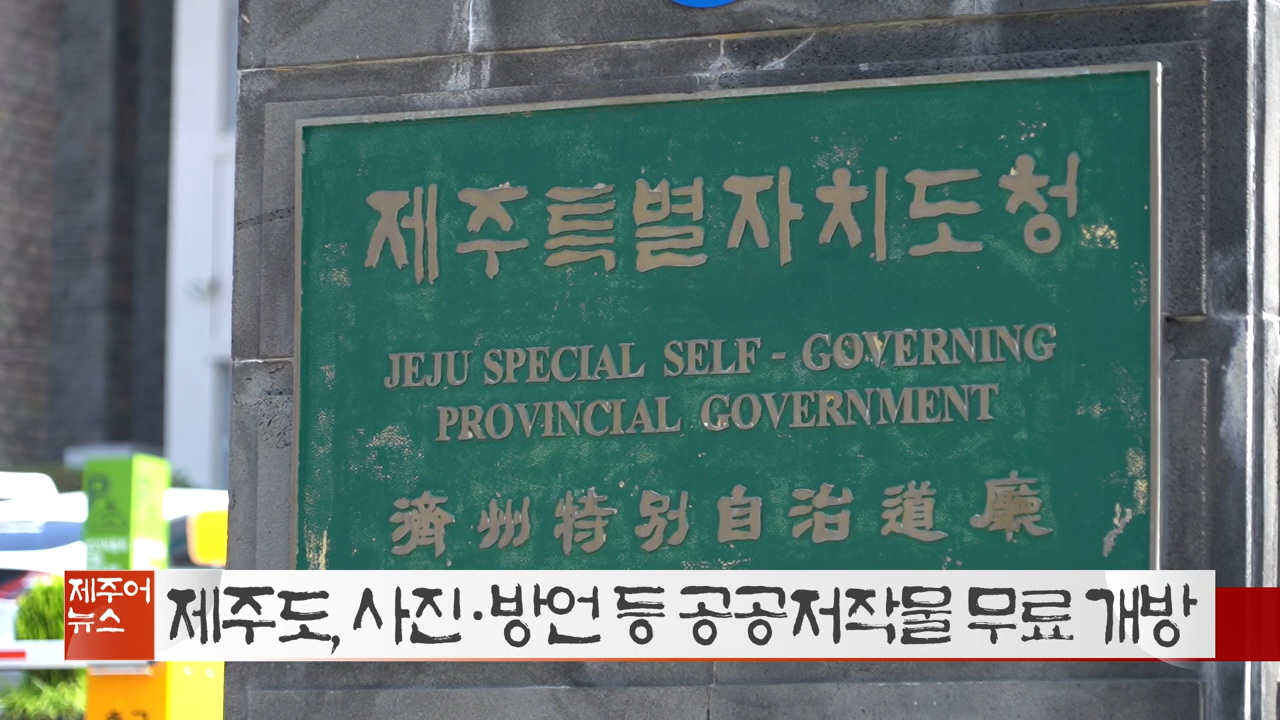 제주특별자치도청
JEJU SPECIAL SELF - GOVERNING
PROVINCIAL GOVERNMENT
濟州特別自治道廳
P
제주어
뉴스
제주도, 사진·방언 등 공공저작물 무료 개방